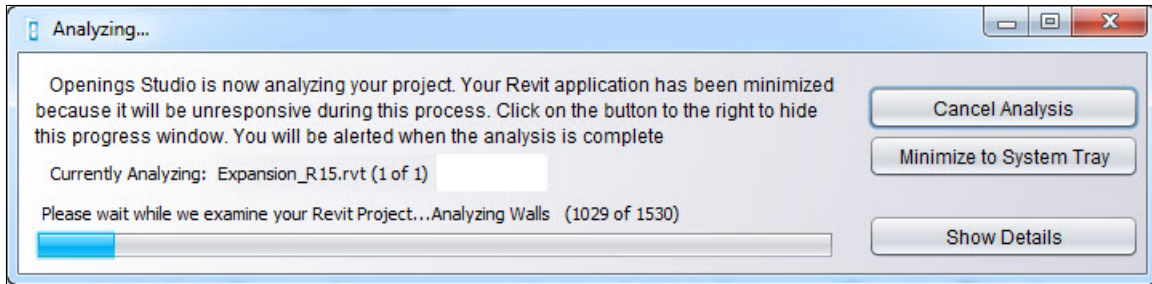 Analyzing...
Openings Studio is now analyzing your project. Your Revit application has been minimized
because it will be unresponsive during this process. Click on the button to the right to hide
this progress window. You will be alerted when the analysis is complete
Cancel Analysis
Minimize to System Tray
Currently Analyzing: Expansion_R15.rvt (1 of 1)
Please wait while we examine your Revit Project...Analyzing Walls (1029 of 1530)
Show Details